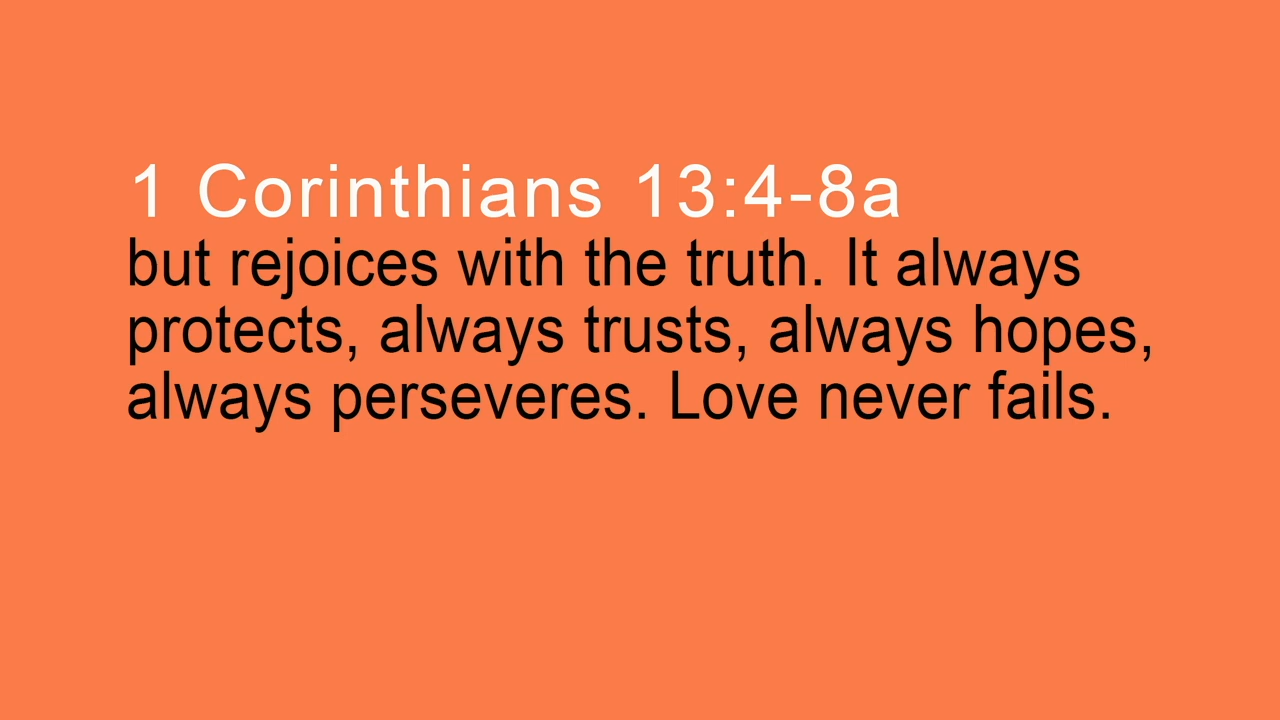 1 Corinthians 13:4-8a
but rejoices with the truth. It always
protects, always trusts, always hopes,
always perseveres. Love never fails.